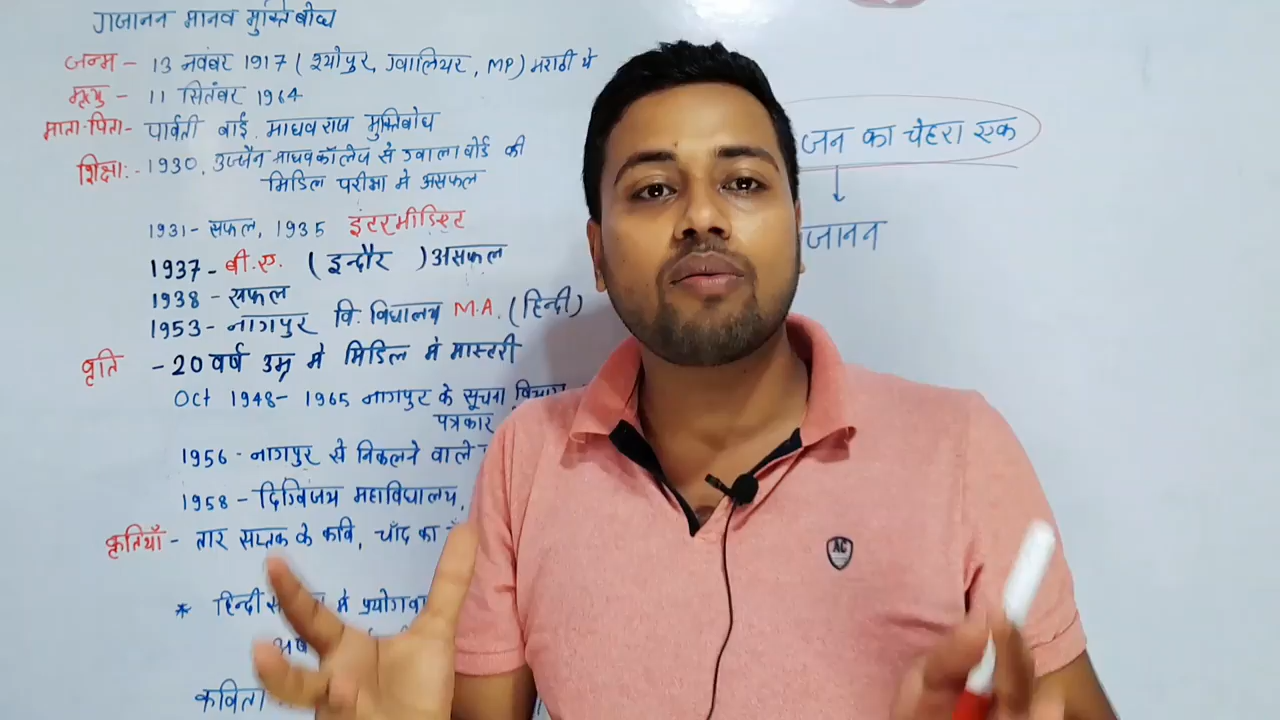 गजानन मानव मुक्तिबोध
जन्म - 13 नवंबर 1917 ( श्योपुर, ग्वालियर, MP) मराठी में
मृत्यु - 11 सितंबर 1964
माता-पिता- पार्वती बाई, माधवराज मुक्तिबोध
शिक्षा:- 1930, उज्जैन माधवकॉलेज से ग्वाला बोर्ड की
मिडिल परीक्षा में असफल
1931- सफल, 1935 इंटरमीडिएट
1937- बी.ए. ( इन्दौर ) असफल
1938 - सफल
1953- नागपुर वि. विघालय M.A. (हिन्दी)
वृति - 20 वर्ष उम्र में मिडिल में मास्टरी
Oct 1948- 1965 नागपुर के सूचना विभाग
पत्रकार
1956 - नागपुर से निकलने वाले
1958 - दिग्विजय महाविघालय,
कृतियाँ - तार सप्तक के कवि, चाँद का
* हिन्दी में
कविता
जन का चेहरा एक
जानन
AC